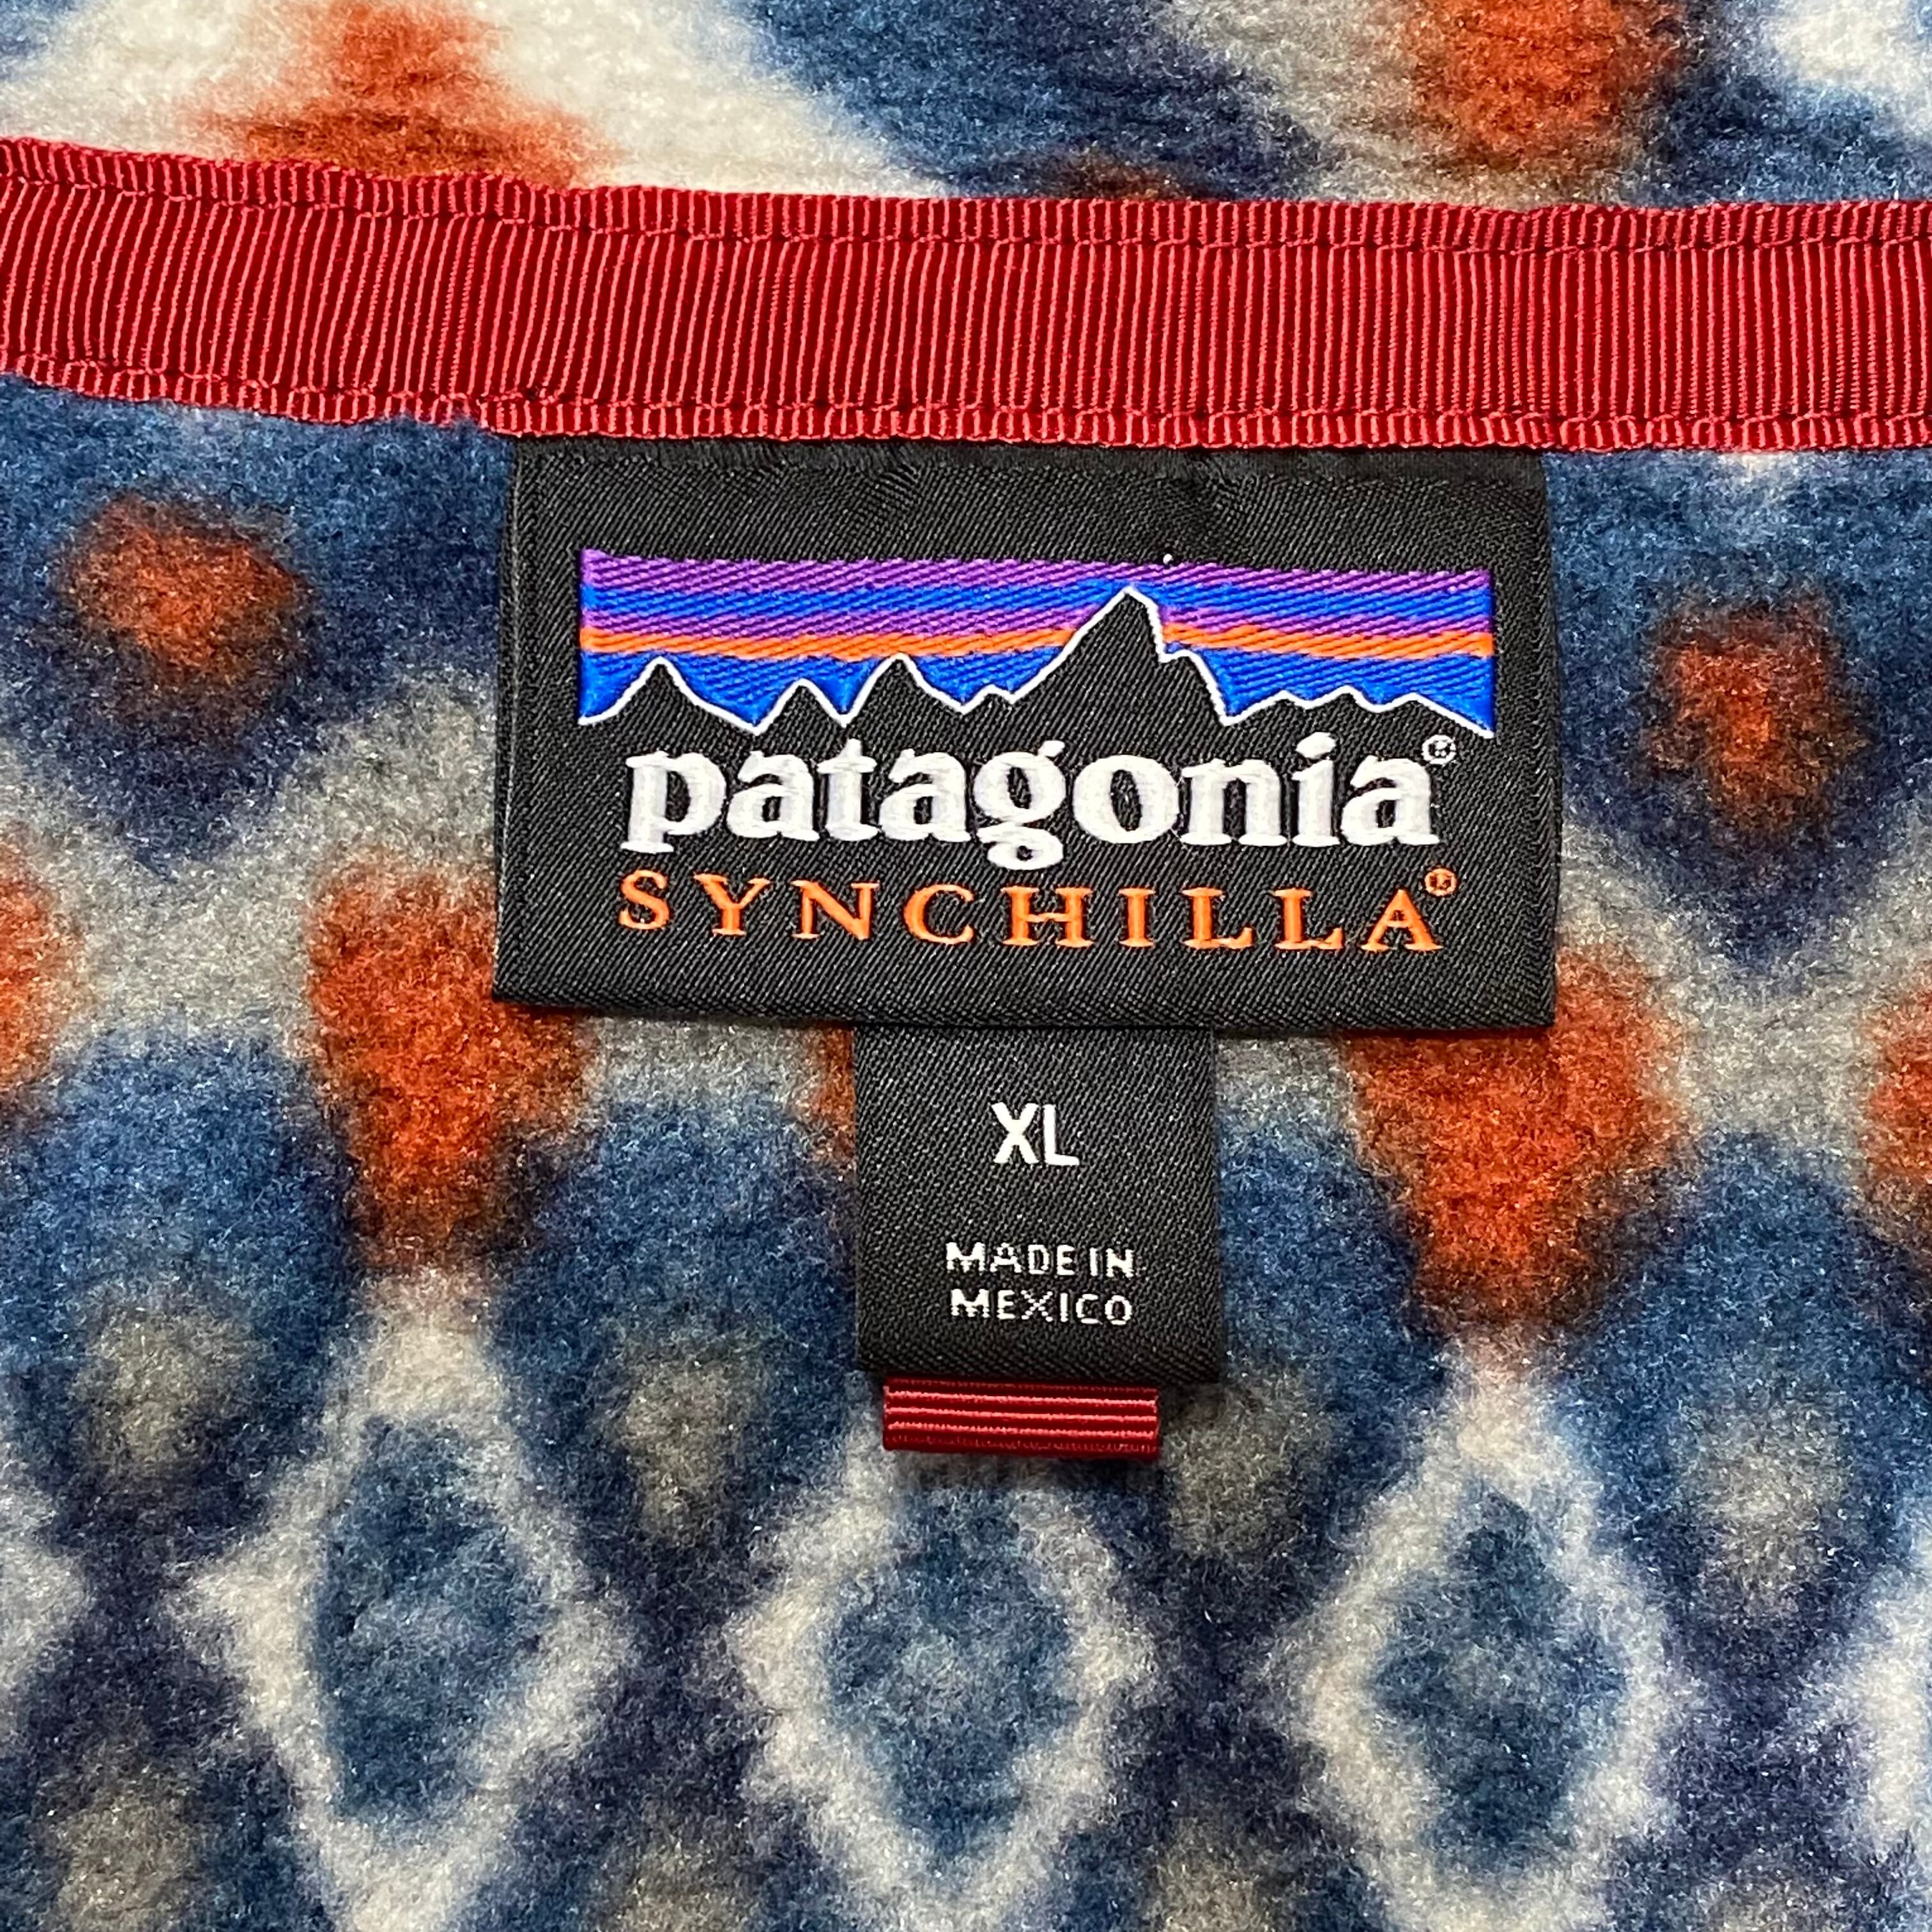 patagonia®
SYNCHILLA®
XL
MADE IN
MEXICO